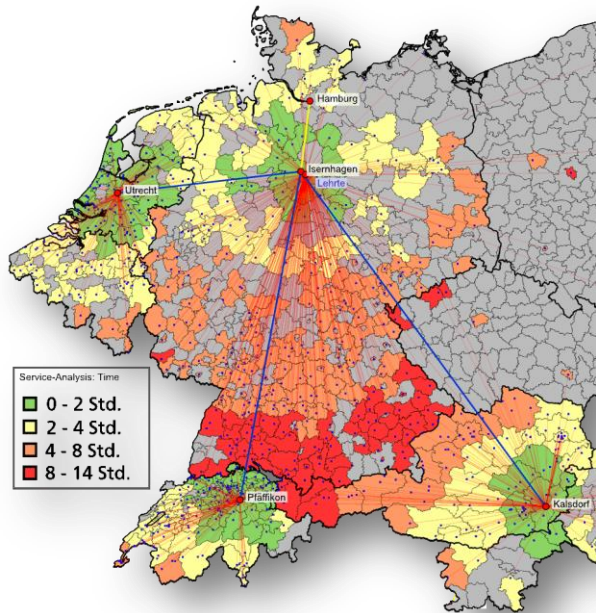 Hamburg
Isernhagen
Lehrte
Utrecht
Service-Analysis: Time
0 - 2 Std.
2 - 4 Std.
4 - 8 Std.
8 - 14 Std.
Pfäffikon
Kalsdorf